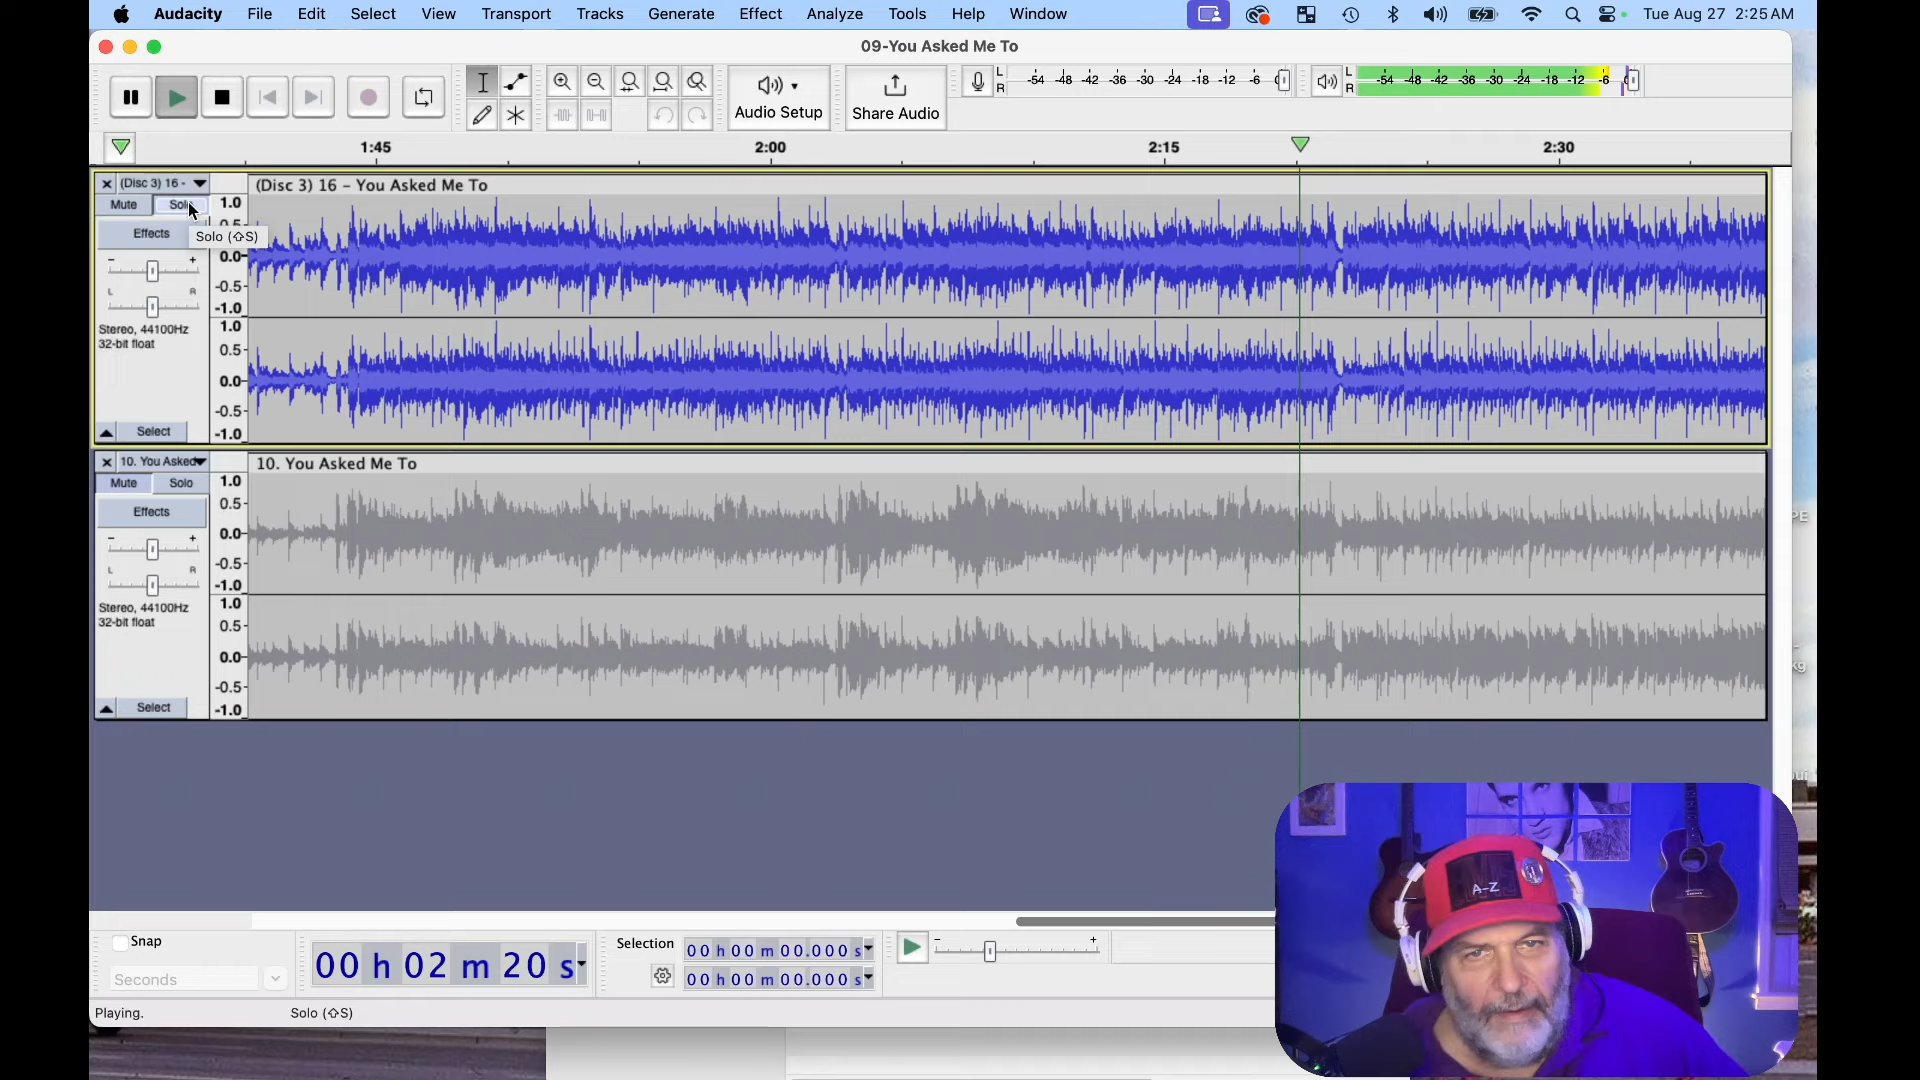 Audacity File Edit Select View Transport Tracks Generate Effect Analyze Tools Help Window Tue Aug 27 2:25 AM
09-You Asked Me To
Audio Setup
Share Audio
L
R
-54 -48 -42 -36 -30 -24 -18 -12 -6 0
L
R
-54 -48 -42 -36 -30 -24 -18 -12 -6
1:45 2:00 2:15 2:30
(Disc 3) 16 -
(Disc 3) 16 - You Asked Me To
Mute Solo
Effects
Solo (⇧S)
- +
L R
Stereo, 44100Hz
32-bit float
Select
1.0
0.5
0.0
-0.5
-1.0
1.0
0.5
0.0
-0.5
-1.0
10. You Asked
10. You Asked Me To
Mute Solo
Effects
- +
L R
Stereo, 44100Hz
32-bit float
Select
1.0
0.5
0.0
-0.5
-1.0
1.0
0.5
0.0
-0.5
-1.0
PE
kg
A-Z
Snap
Seconds
00 h 02 m 20 s
Selection
00 h 00 m 00.000 s
00 h 00 m 00.000 s
- +
Playing.
Solo (⇧S)